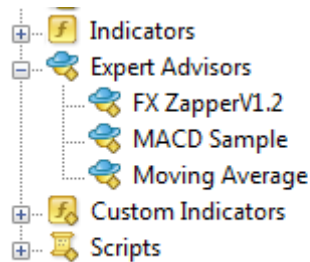 Indicators
Expert Advisors
FX ZapperV1.2
MACD Sample
Moving Average
Custom Indicators
Scripts